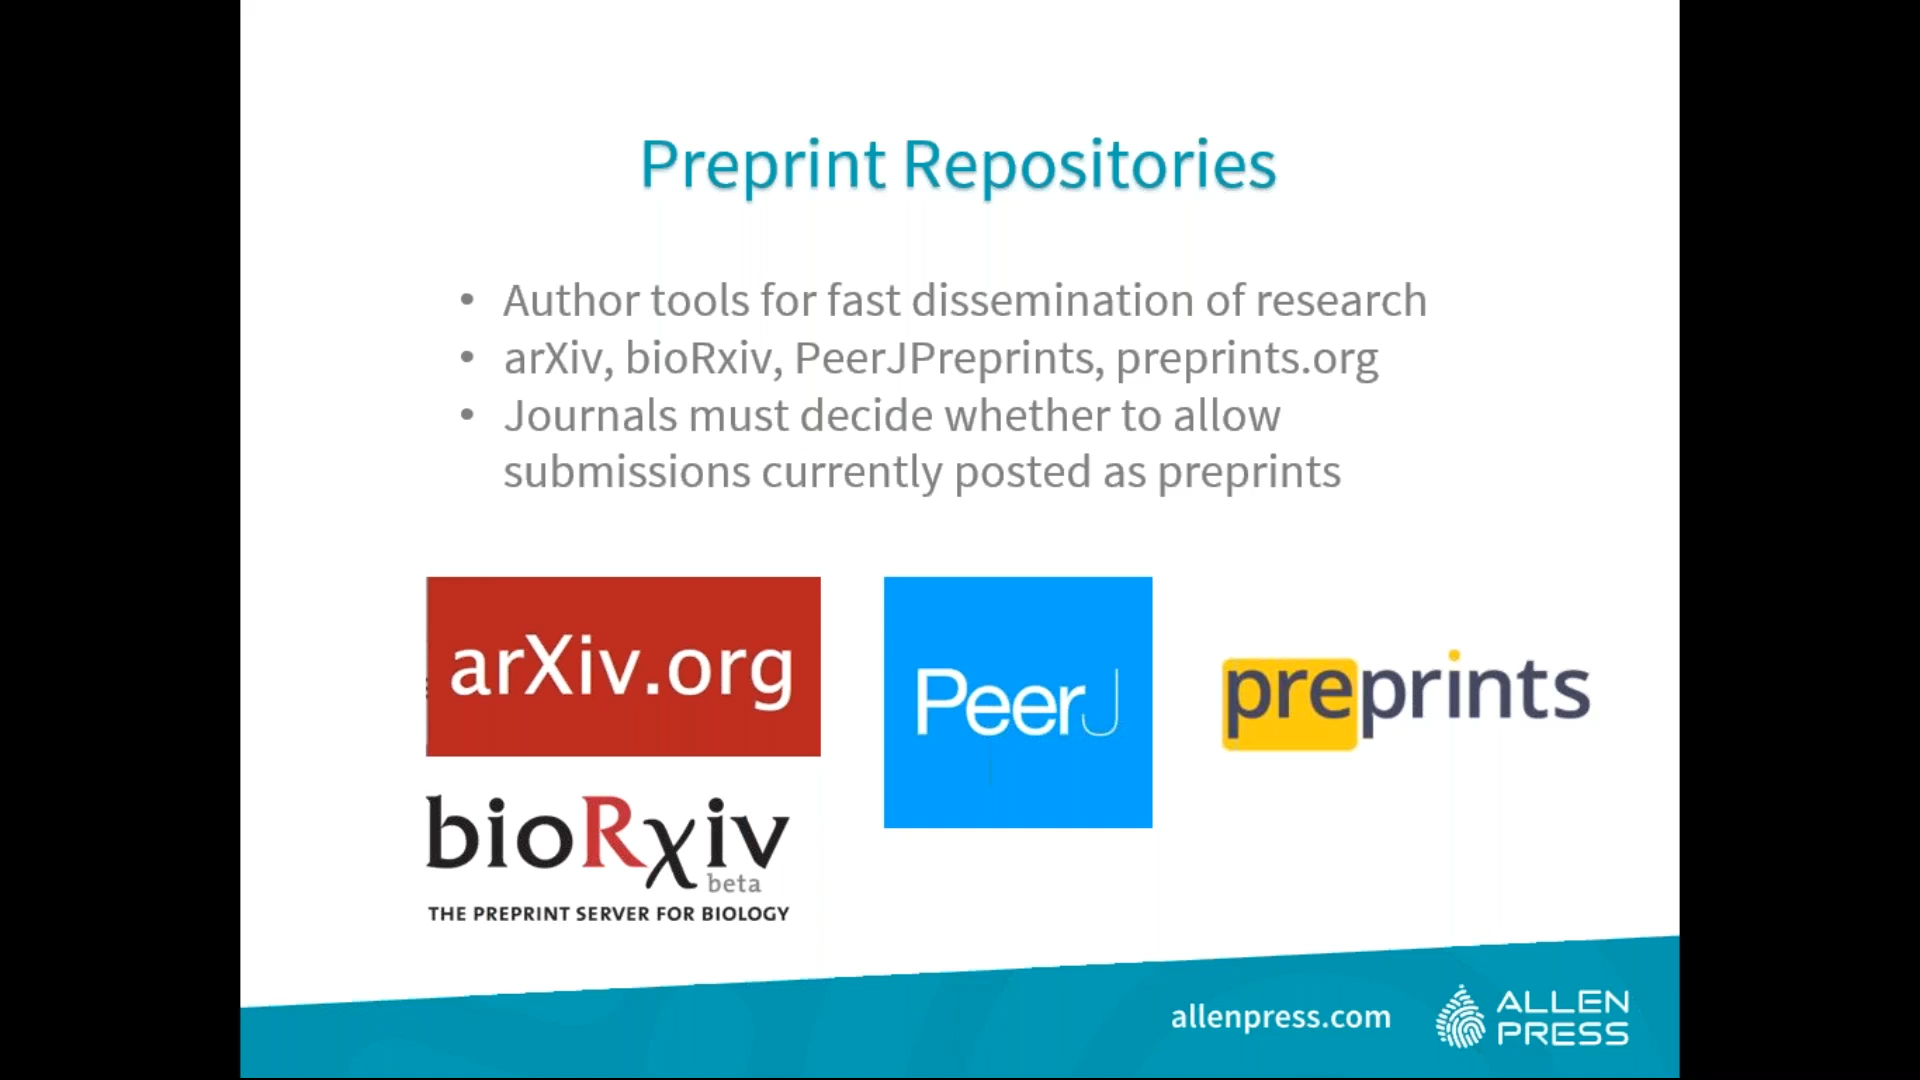 Preprint Repositories
• Author tools for fast dissemination of research
• arXiv, bioRxiv, PeerJPreprints, preprints.org
• Journals must decide whether to allow
submissions currently posted as preprints
arXiv.org
PeerJ
preprints
bioRχiv
beta
THE PREPRINT SERVER FOR BIOLOGY
allenpress.com
ALLEN
PRESS